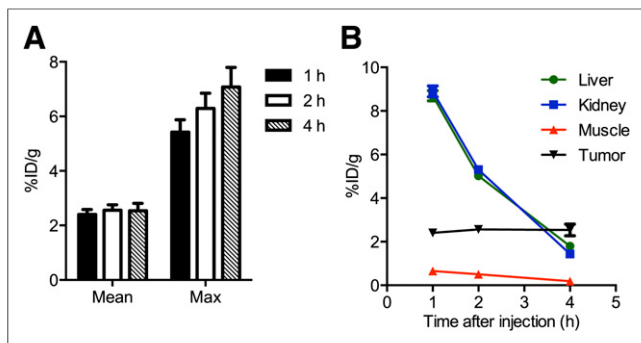 A
%ID/g
8
6
4
2
0
Mean
Max
1 h
2 h
4 h
B
%ID/g
10
8
6
4
2
0
0
1
2
3
4
5
Time after injection (h)
Liver
Kidney
Muscle
Tumor